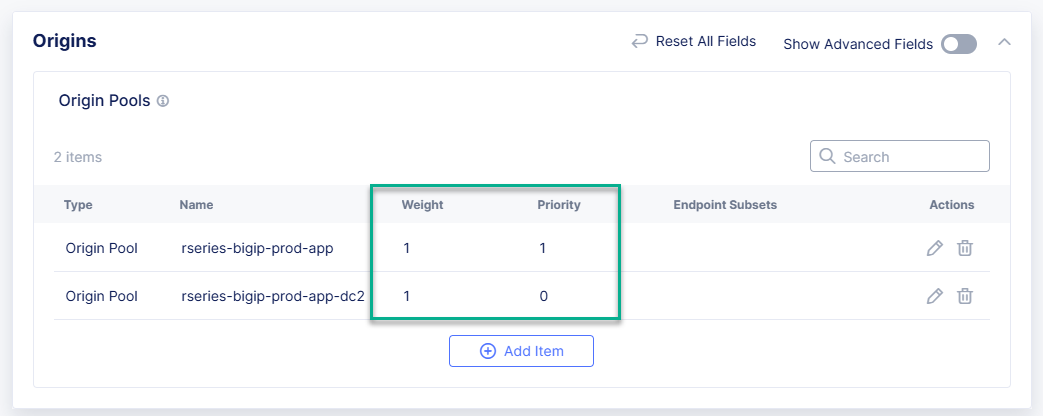 Origins
Reset All Fields
Show Advanced Fields
Origin Pools
2 items
Search
Type Name Weight Priority Endpoint Subsets Actions
Origin Pool rseries-bigip-prod-app 1 1
Origin Pool rseries-bigip-prod-app-dc2 1 0
Add Item